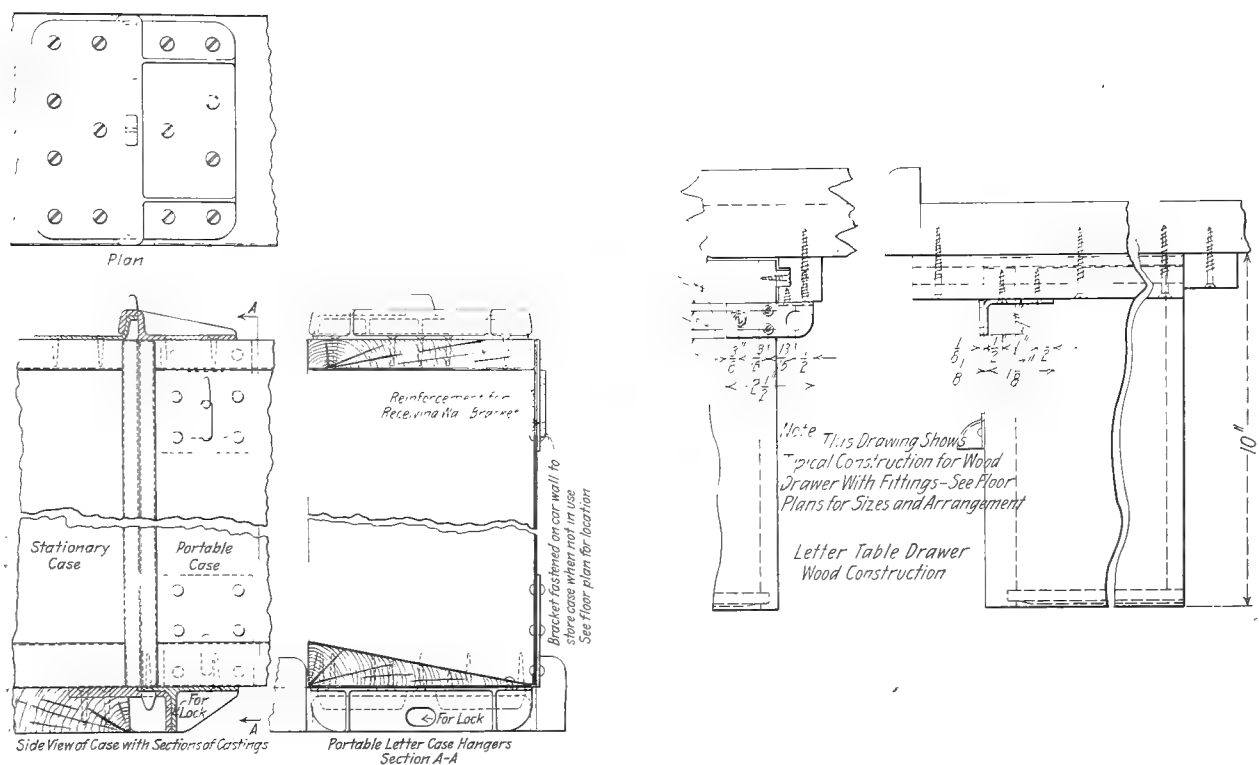 Plan
A
Reinforcement for
Receiving Wall Bracket
Bracket fastened on car wall to
store case when not in use
See floor plan for location
Stationary
Case
Portable
Case
For
Lock
A
For Lock
Side View of Case with Sections of Castings
Portable Letter Case Hangers
Section A-A
2 1/2"
10"
Note This Drawing Shows
Typical Construction for Wood
Drawer With Fittings-See Floor
Plans for Sizes and Arrangement
Letter Table Drawer
Wood Construction